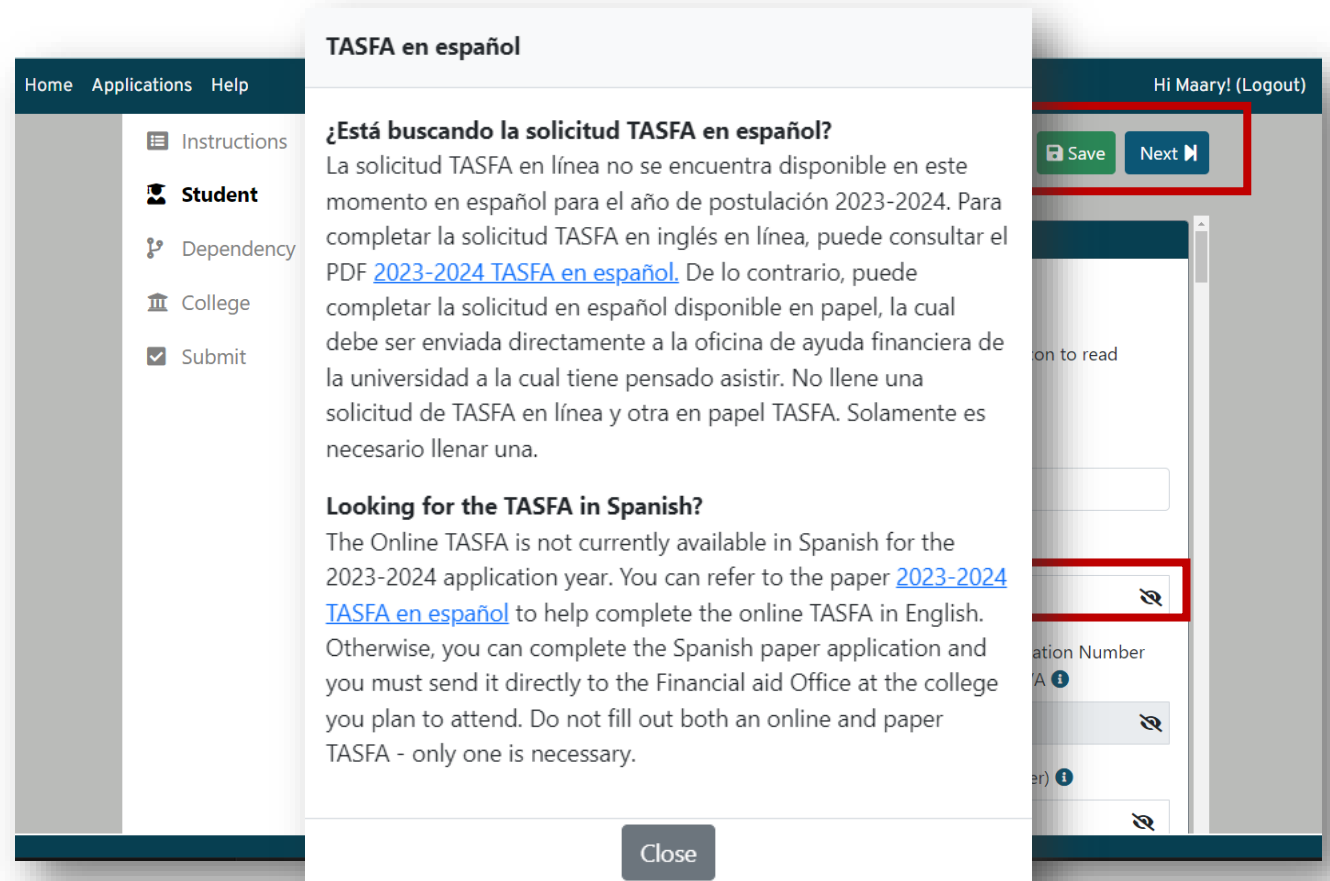 TASFA en español
Home Applications Help
Hi Maary! (Logout)
Instructions
Student
Dependency
College
Submit
Save
Next
¿Está buscando la solicitud TASFA en español?
La solicitud TASFA en línea no se encuentra disponible en este
momento en español para el año de postulación 2023-2024. Para
completar la solicitud TASFA en inglés en línea, puede consultar el
PDF 2023-2024 TASFA en español. De lo contrario, puede
completar la solicitud en español disponible en papel, la cual
debe ser enviada directamente a la oficina de ayuda financiera de
la universidad a la cual tiene pensado asistir. No llene una
solicitud de TASFA en línea y otra en papel TASFA. Solamente es
necesario llenar una.
Looking for the TASFA in Spanish?
The Online TASFA is not currently available in Spanish for the
2023-2024 application year. You can refer to the paper 2023-2024
TASFA en español to help complete the online TASFA in English.
Otherwise, you can complete the Spanish paper application and
you must send it directly to the Financial aid Office at the college
you plan to attend. Do not fill out both an online and paper
TASFA - only one is necessary.
Close
to read
Number